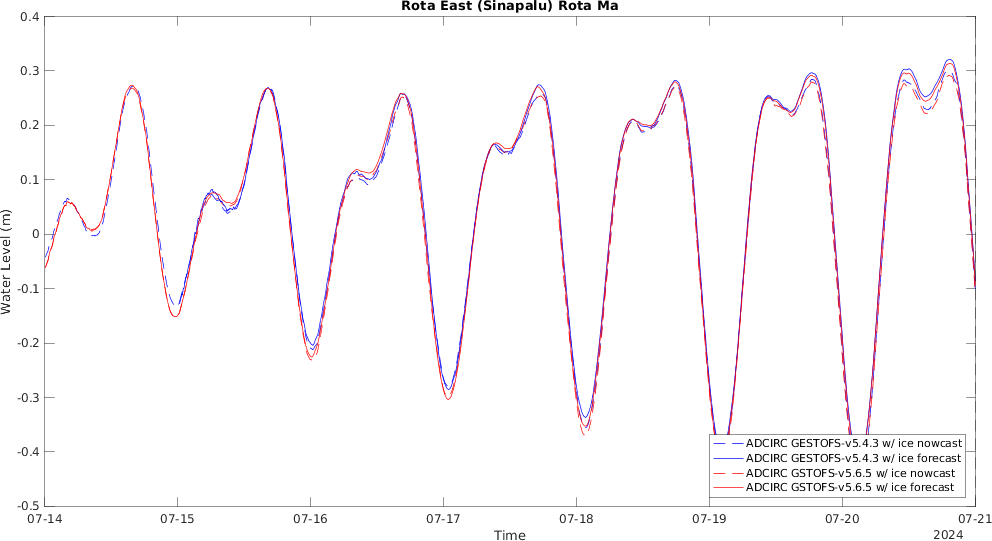 Rota East (Sinapalu) Rota Ma
0.4
0.3
0.2
0.1
0
-0.1
-0.2
-0.3
-0.4
-0.5
Water Level (m)
ADCIRC GESTOFS-v5.4.3 w/ ice nowcast
ADCIRC GESTOFS-v5.4.3 w/ ice forecast
ADCIRC GSTOFS-v5.6.5 w/ ice nowcast
ADCIRC GSTOFS-v5.6.5 w/ ice forecast
07-14 07-15 07-16 07-17 07-18 07-19 07-20 07-21
Time
2024